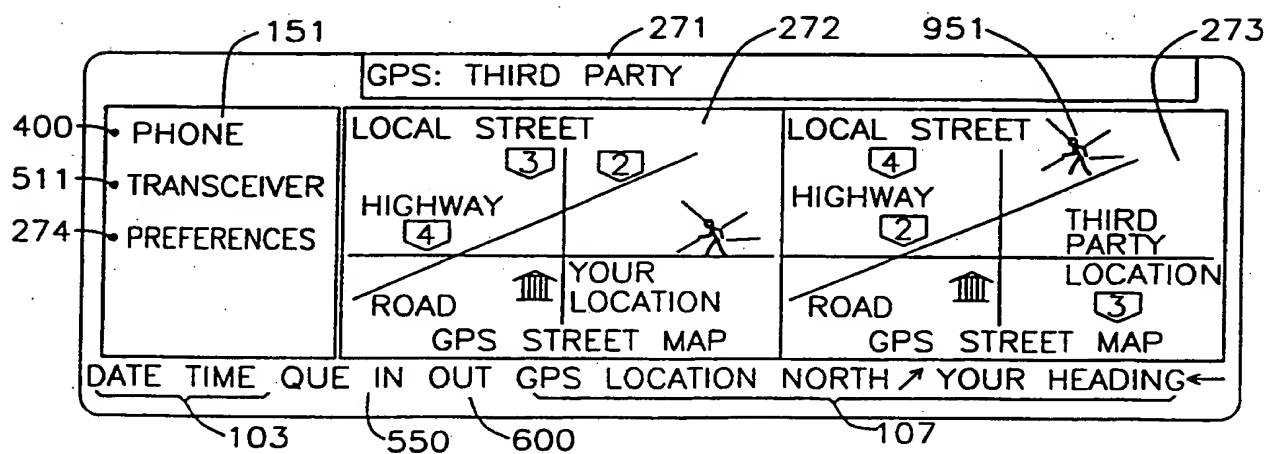 151 271 272 951 273
GPS: THIRD PARTY
400 PHONE
511 TRANSCEIVER
274 PREFERENCES
LOCAL STREET
3 2
HIGHWAY
4
YOUR
LOCATION
ROAD
GPS STREET MAP
LOCAL STREET
4
HIGHWAY
2
THIRD
PARTY
LOCATION
3
ROAD
GPS STREET MAP
DATE TIME QUE IN OUT GPS LOCATION NORTH ↗ YOUR HEADING ←
103 550 600 107